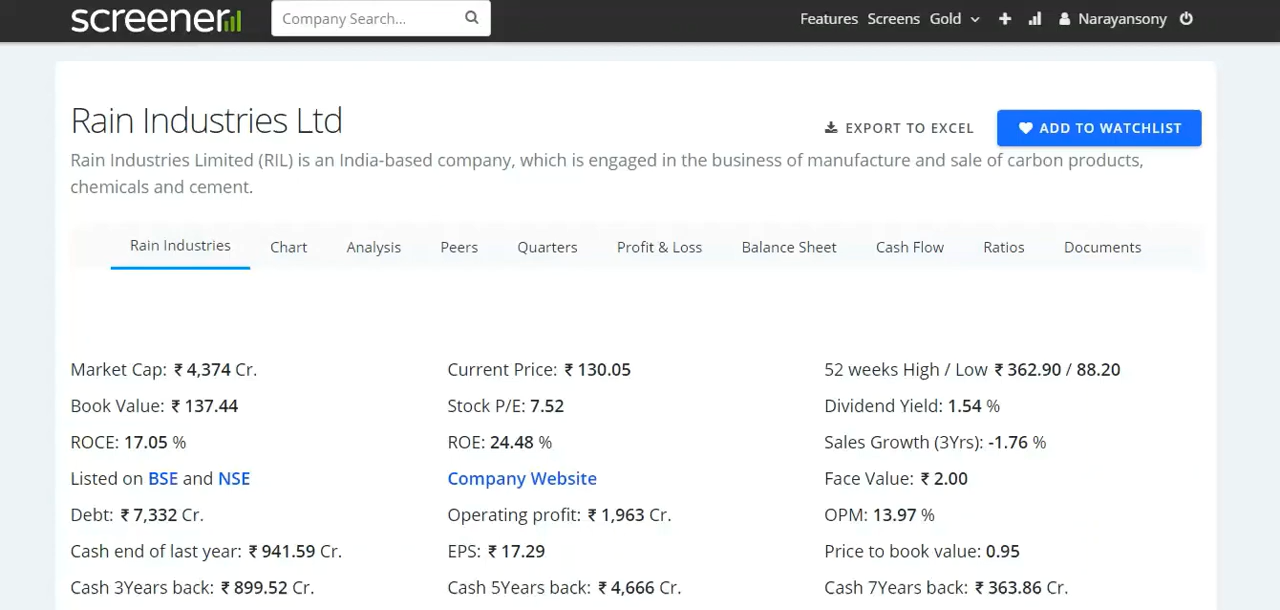 screener
Company Search...
Features Screens Gold Narayansony
Rain Industries Ltd
EXPORT TO EXCEL
ADD TO WATCHLIST
Rain Industries Limited (RIL) is an India-based company, which is engaged in the business of manufacture and sale of carbon products,
chemicals and cement.
Rain Industries Chart Analysis Peers Quarters Profit & Loss Balance Sheet Cash Flow Ratios Documents
Market Cap: ₹ 4,374 Cr. Current Price: ₹ 130.05 52 weeks High / Low ₹ 362.90 / 88.20
Book Value: ₹ 137.44 Stock P/E: 7.52 Dividend Yield: 1.54 %
ROCE: 17.05 % ROE: 24.48 % Sales Growth (3Yrs): -1.76 %
Listed on BSE and NSE Company Website Face Value: ₹ 2.00
Debt: ₹ 7,332 Cr. Operating profit: ₹ 1,963 Cr. OPM: 13.97 %
Cash end of last year: ₹ 941.59 Cr. EPS: ₹ 17.29 Price to book value: 0.95
Cash 3Years back: ₹ 899.52 Cr. Cash 5Years back: ₹ 4,666 Cr. Cash 7Years back: ₹ 363.86 Cr.